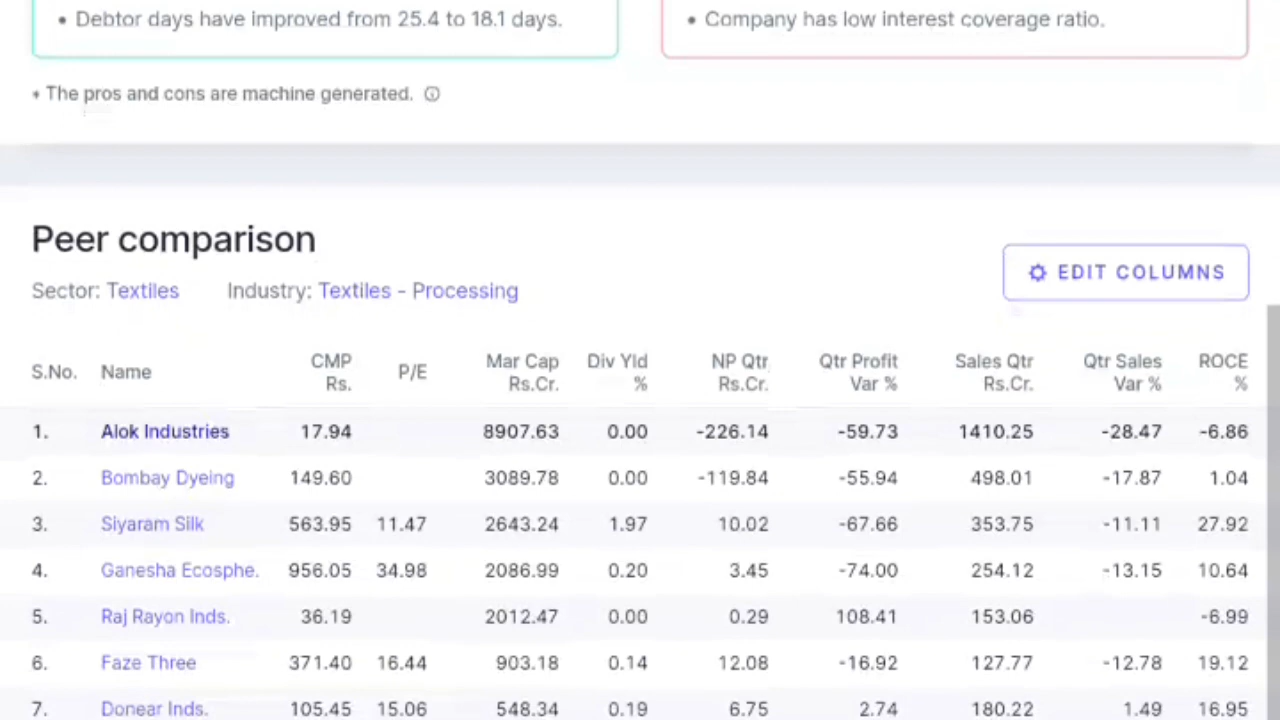 • Debtor days have improved from 25.4 to 18.1 days.
• Company has low interest coverage ratio.
* The pros and cons are machine generated.
Peer comparison
Sector: Textiles Industry: Textiles - Processing
EDIT COLUMNS
S.No. Name CMP Rs. P/E Mar Cap Rs.Cr. Div Yld % NP Qtr Rs.Cr. Qtr Profit Var % Sales Qtr Rs.Cr. Qtr Sales Var % ROCE %
1. Alok Industries 17.94 8907.63 0.00 -226.14 -59.73 1410.25 -28.47 -6.86
2. Bombay Dyeing 149.60 3089.78 0.00 -119.84 -55.94 498.01 -17.87 1.04
3. Siyaram Silk 563.95 11.47 2643.24 1.97 10.02 -67.66 353.75 -11.11 27.92
4. Ganesha Ecosphe. 956.05 34.98 2086.99 0.20 3.45 -74.00 254.12 -13.15 10.64
5. Raj Rayon Inds. 36.19 2012.47 0.00 0.29 108.41 153.06 -6.99
6. Faze Three 371.40 16.44 903.18 0.14 12.08 -16.92 127.77 -12.78 19.12
7. Donear Inds. 105.45 15.06 548.34 0.19 6.75 2.74 180.22 1.49 16.95